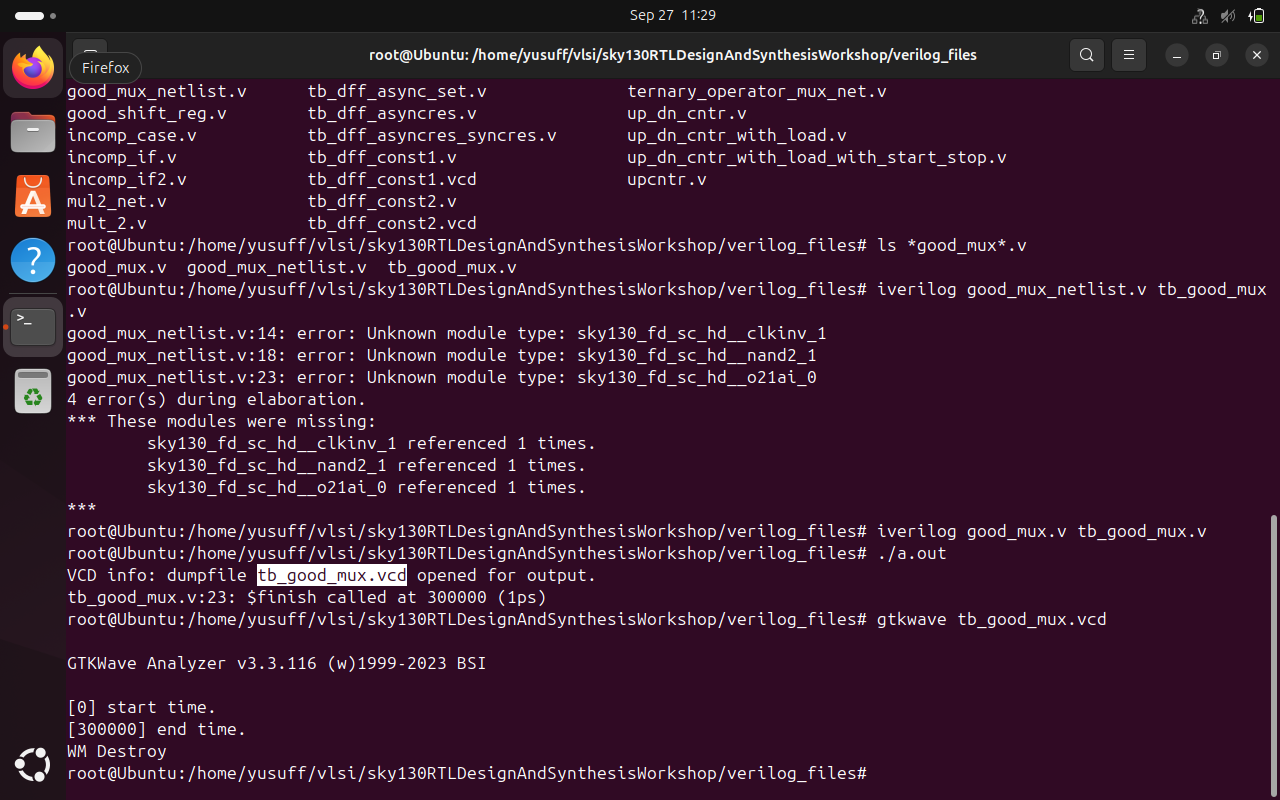 Sep 27 11:29
Firefox
root@Ubuntu: /home/yusuff/vlsi/sky130RTLDesignAndSynthesisWorkshop/verilog_files
good_mux_netlist.v tb_dff_async_set.v ternary_operator_mux_net.v
good_shift_reg.v tb_dff_asyncres.v up_dn_cntr.v
incomp_case.v tb_dff_asyncres_syncres.v up_dn_cntr_with_load.v
incomp_if.v tb_dff_const1.v up_dn_cntr_with_load_with_start_stop.v
incomp_if2.v tb_dff_const1.vcd upcntr.v
mul2_net.v tb_dff_const2.v
mult_2.v tb_dff_const2.vcd
root@Ubuntu:/home/yusuff/vlsi/sky130RTLDesignAndSynthesisWorkshop/verilog_files# ls *good_mux*.v
good_mux.v good_mux_netlist.v tb_good_mux.v
root@Ubuntu:/home/yusuff/vlsi/sky130RTLDesignAndSynthesisWorkshop/verilog_files# iverilog good_mux_netlist.v tb_good_mux
.v
good_mux_netlist.v:14: error: Unknown module type: sky130_fd_sc_hd__clkinv_1
good_mux_netlist.v:18: error: Unknown module type: sky130_fd_sc_hd__nand2_1
good_mux_netlist.v:23: error: Unknown module type: sky130_fd_sc_hd__o21ai_0
4 error(s) during elaboration.
*** These modules were missing:
sky130_fd_sc_hd__clkinv_1 referenced 1 times.
sky130_fd_sc_hd__nand2_1 referenced 1 times.
sky130_fd_sc_hd__o21ai_0 referenced 1 times.
***
root@Ubuntu:/home/yusuff/vlsi/sky130RTLDesignAndSynthesisWorkshop/verilog_files# iverilog good_mux.v tb_good_mux.v
root@Ubuntu:/home/yusuff/vlsi/sky130RTLDesignAndSynthesisWorkshop/verilog_files# ./a.out
VCD info: dumpfile tb_good_mux.vcd opened for output.
tb_good_mux.v:23: $finish called at 300000 (1ps)
root@Ubuntu:/home/yusuff/vlsi/sky130RTLDesignAndSynthesisWorkshop/verilog_files# gtkwave tb_good_mux.vcd
GTKWave Analyzer v3.3.116 (w)1999-2023 BSI
[0] start time.
[300000] end time.
WM Destroy
root@Ubuntu:/home/yusuff/vlsi/sky130RTLDesignAndSynthesisWorkshop/verilog_files#